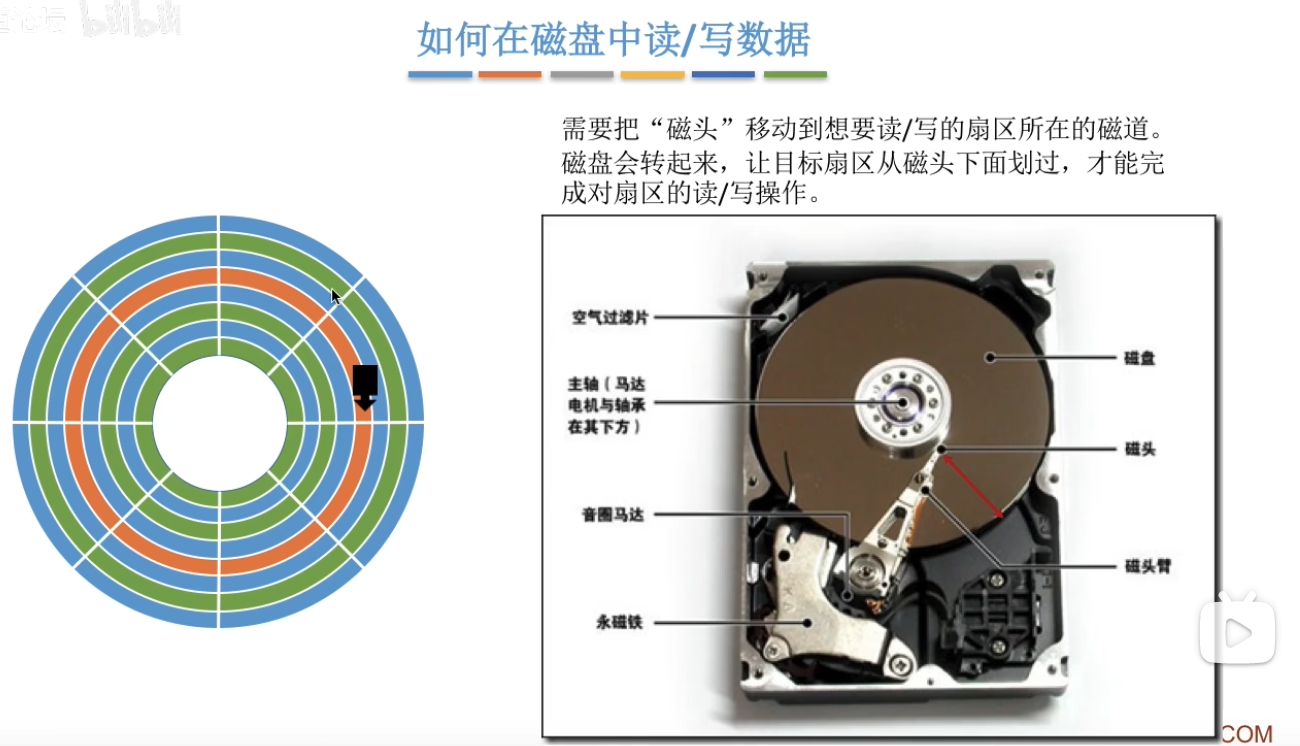 bilibili
如何在磁盘中读/写数据
需要把“磁头”移动到想要读/写的扇区所在的磁道。
磁盘会转起来，让目标扇区从磁头下面划过，才能完
成对扇区的读/写操作。
空气过滤片
主轴（马达
电机与轴承
在其下方）
音圈马达
永磁铁
磁盘
磁头
磁头臂
COM